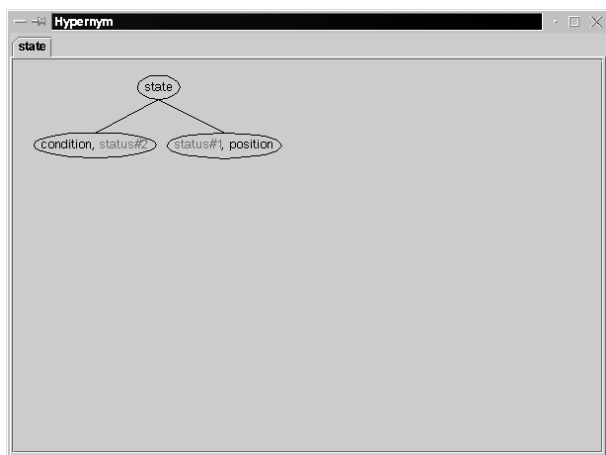 Hypernym
state
state
condition, status#2
status#1, position